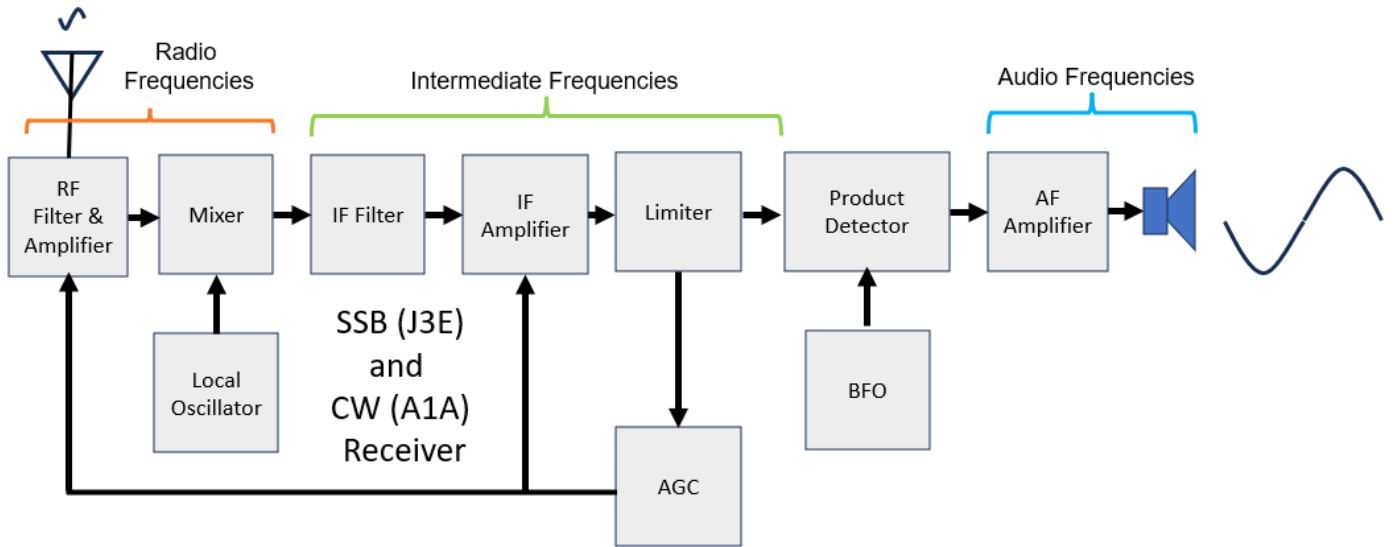 Radio
Frequencies
Intermediate Frequencies
Audio Frequencies
RF
Filter &
Amplifier
Mixer
IF Filter
IF
Amplifier
Limiter
Product
Detector
AF
Amplifier
Local
Oscillator
SSB (J3E)
and
CW (A1A)
Receiver
BFO
AGC